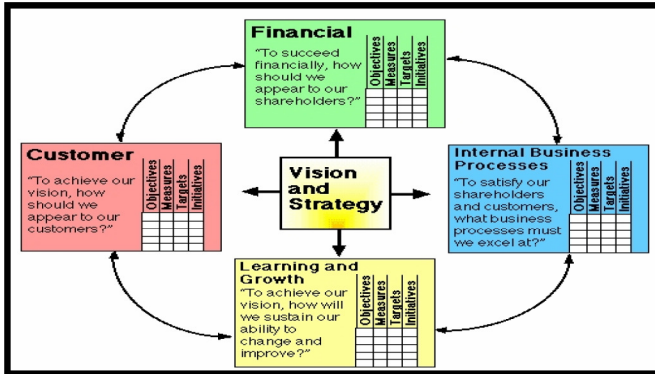 Financial
“To succeed
financially, how
should we
appear to our
shareholders?”
Objectives
Measures
Targets
Initiatives
Customer
“To achieve our
vision, how
should we
appear to our
customers?”
Objectives
Measures
Targets
Initiatives
Vision
and
Strategy
Internal Business
Processes
“To satisfy our
shareholders
and customers,
what business
processes must
we excel at?”
Objectives
Measures
Targets
Initiatives
Learning and
Growth
“To achieve our
vision, how will
we sustain our
ability to
change and
improve?”
Objectives
Measures
Targets
Initiatives